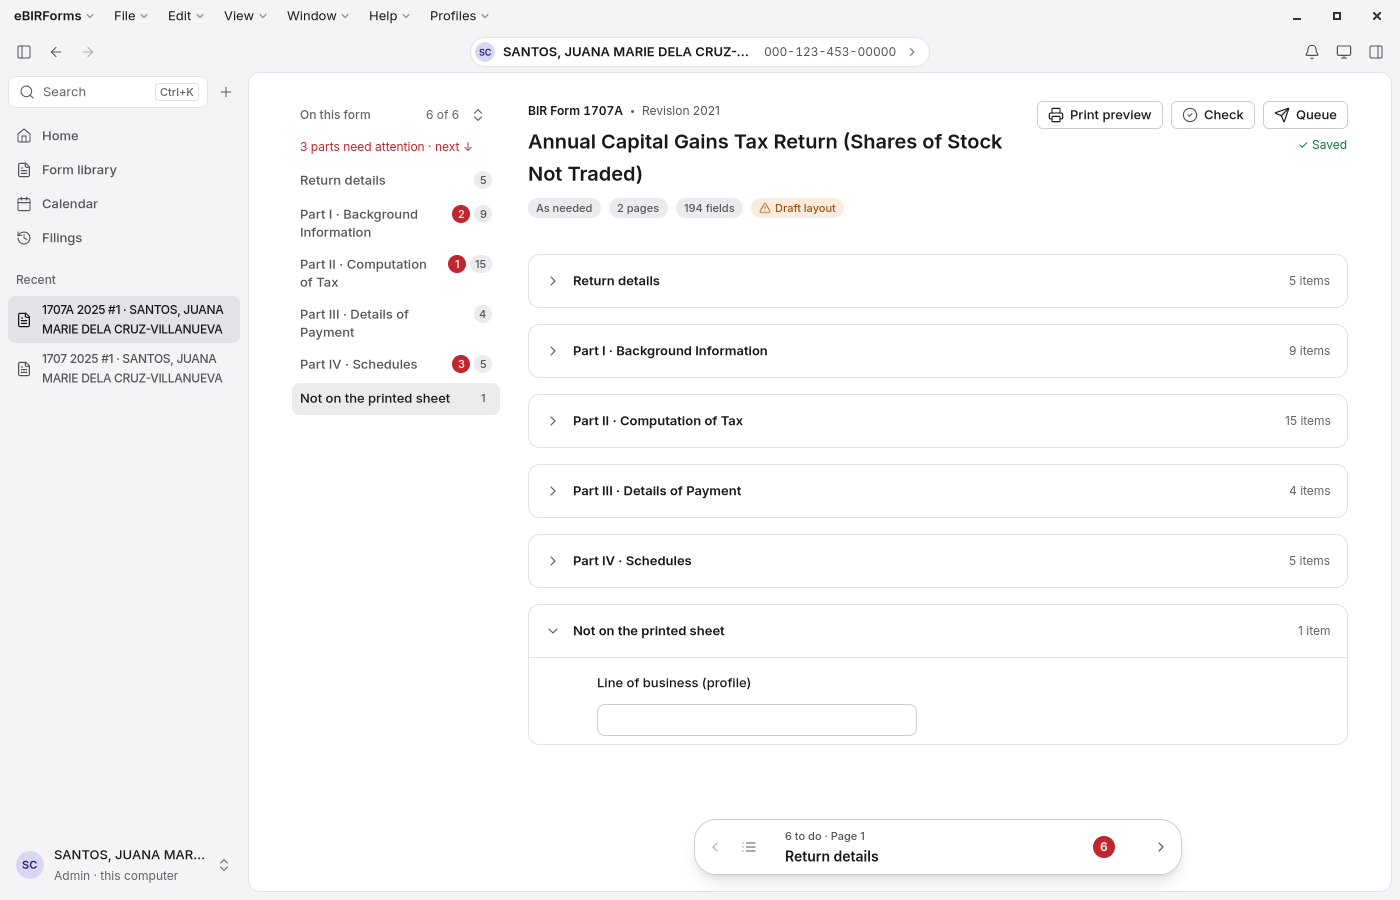 eBIRForms File Edit View Window Help Profiles
SC SANTOS, JUANA MARIE DELA CRUZ-... 000-123-453-00000
Search Ctrl+K
Home
Form library
Calendar
Filings
Recent
1707A 2025 #1 · SANTOS, JUANA
MARIE DELA CRUZ-VILLANUEVA
1707 2025 #1 · SANTOS, JUANA
MARIE DELA CRUZ-VILLANUEVA
SC SANTOS, JUANA MAR...
Admin · this computer
On this form 6 of 6
3 parts need attention · next ↓
Return details 5
Part I · Background 2 9
Information
Part II · Computation 1 15
of Tax
Part III · Details of 4
Payment
Part IV · Schedules 3 5
Not on the printed sheet 1
BIR Form 1707A • Revision 2021
Annual Capital Gains Tax Return (Shares of Stock
Not Traded)
Print preview Check Queue
✓ Saved
As needed 2 pages 194 fields Draft layout
Return details 5 items
Part I · Background Information 9 items
Part II · Computation of Tax 15 items
Part III · Details of Payment 4 items
Part IV · Schedules 5 items
Not on the printed sheet 1 item
Line of business (profile)
6 to do · Page 1
Return details 6